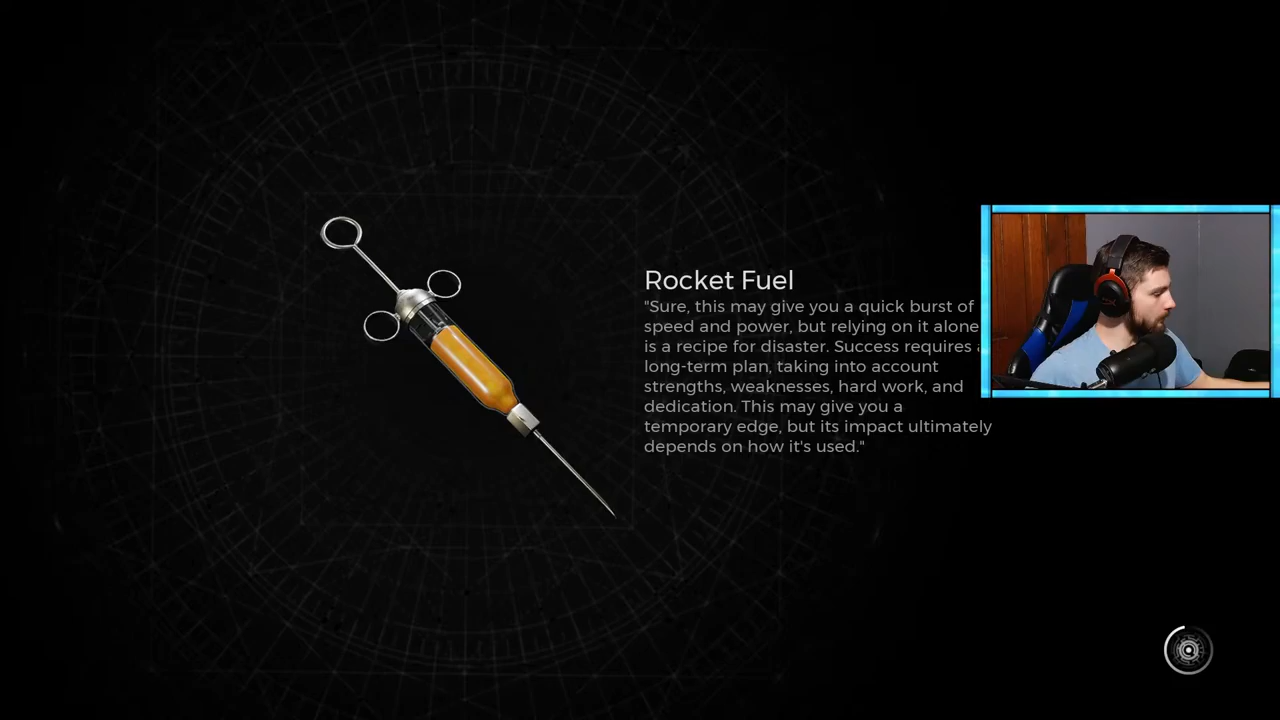 Rocket Fuel
"Sure, this may give you a quick burst of
speed and power, but relying on it alone
is a recipe for disaster. Success requires
long-term plan, taking into account
strengths, weaknesses, hard work, and
dedication. This may give you a
temporary edge, but its impact ultimately
depends on how it's used."